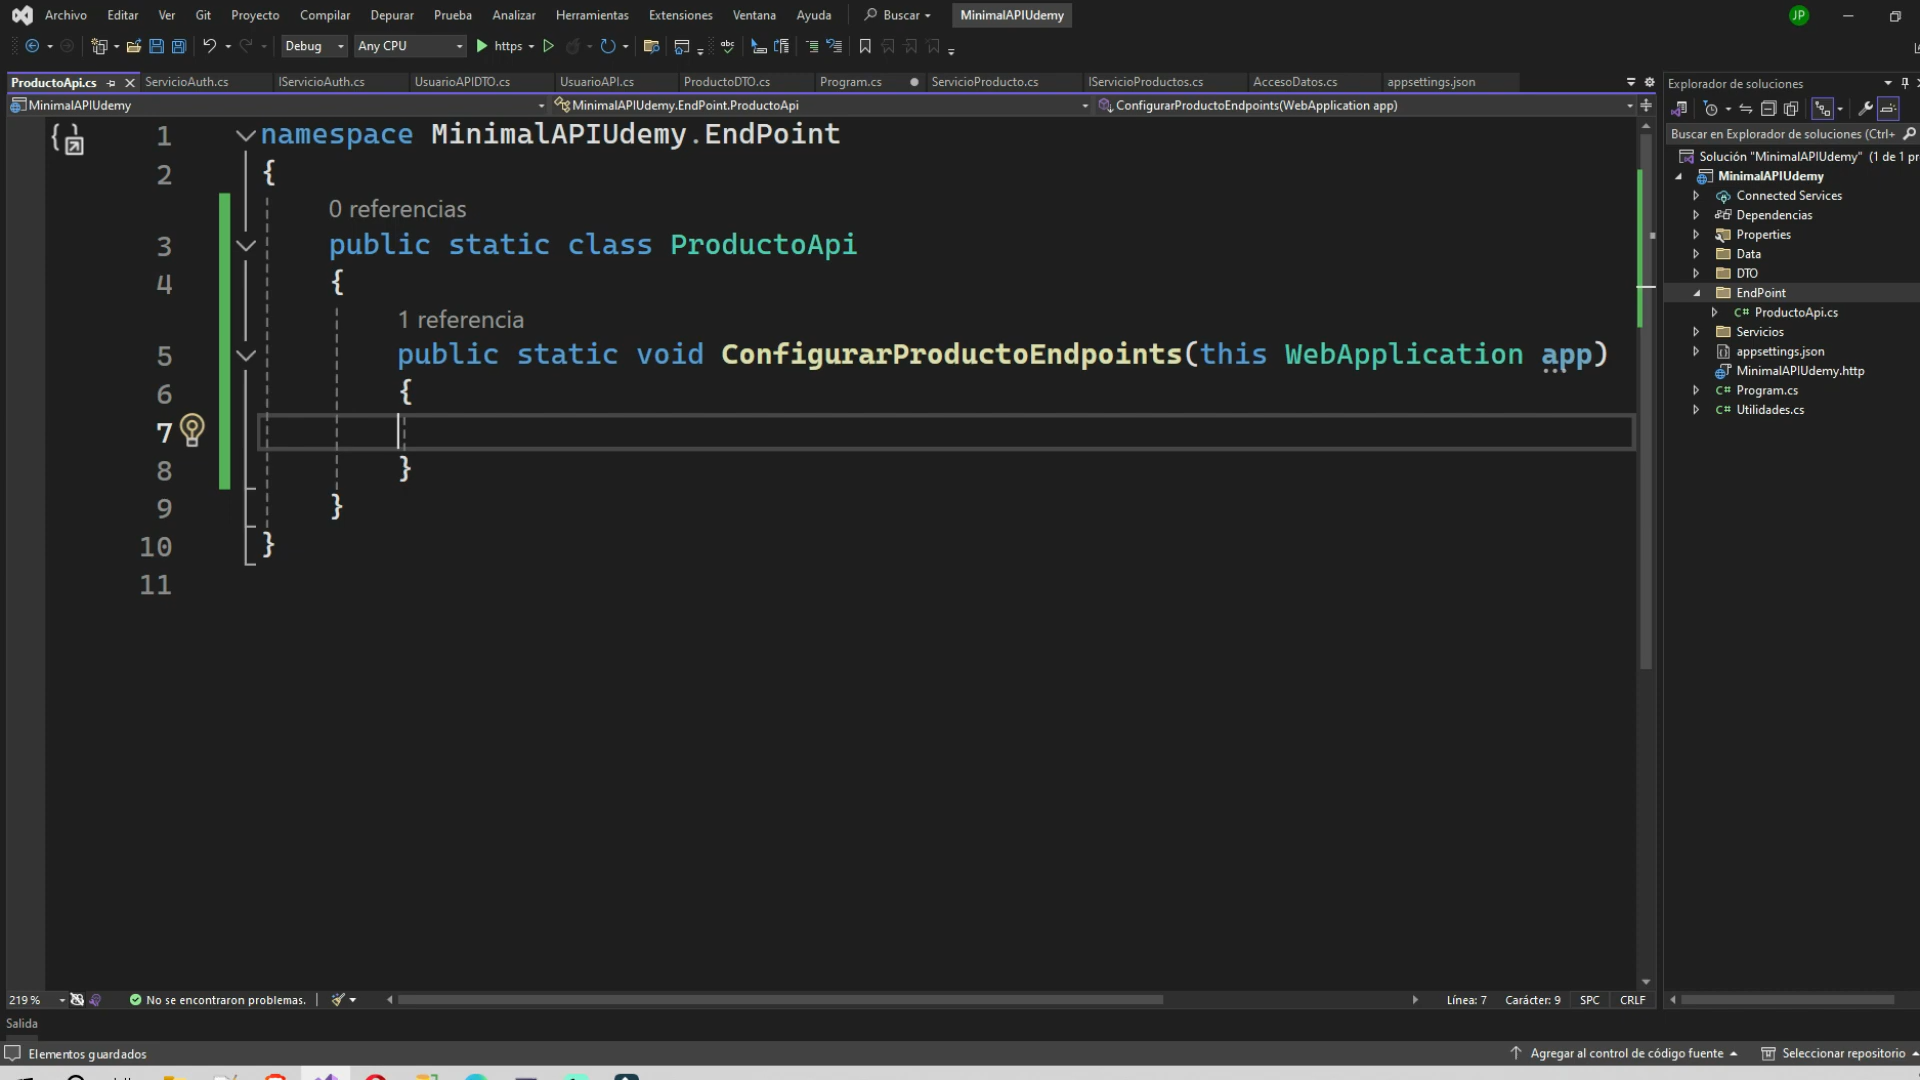 Archivo Editar Ver Git Proyecto Compilar Depurar Prueba Analizar Herramientas Extensiones Ventana Ayuda Buscar MinimalAPIUdemy JP
Debug Any CPU https
ProductoApi.cs ServicioAuth.cs IServicioAuth.cs UsuarioAPIDTO.cs UsuarioAPI.cs ProductoDTO.cs Program.cs ServicioProducto.cs IServicioProductos.cs AccesoDatos.cs appsettings.json
MinimalAPIUdemy MinimalAPIUdemy.EndPoint.ProductoApi ConfigurarProductoEndpoints(WebApplication app)
1 namespace MinimalAPIUdemy.EndPoint
2 {
0 referencias
3 public static class ProductoApi
4 {
1 referencia
5 public static void ConfigurarProductoEndpoints(this WebApplication app)
6 {
7
8 }
9 }
10 }
11
Explorador de soluciones
Buscar en Explorador de soluciones (Ctrl+
Solución "MinimalAPIUdemy" (1 de 1 pr
MinimalAPIUdemy
Connected Services
Dependencias
Properties
Data
DTO
EndPoint
C# ProductoApi.cs
Servicios
appsettings.json
MinimalAPIUdemy.http
C# Program.cs
C# Utilidades.cs
219 % No se encontraron problemas. Línea: 7 Carácter: 9 SPC CRLF
Salida
Elementos guardados Agregar al control de código fuente Seleccionar repositorio